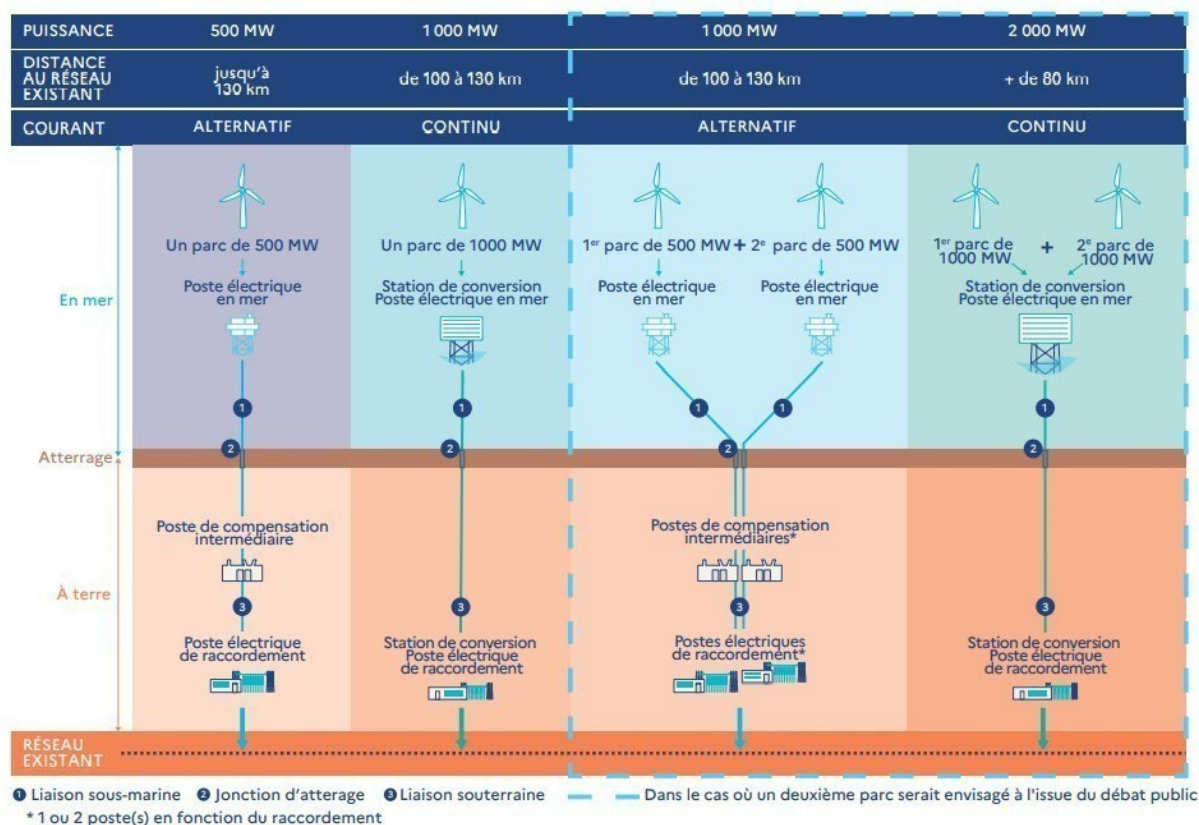 PUISSANCE 500 MW 1 000 MW 1 000 MW 2 000 MW
DISTANCE
AU RÉSEAU
EXISTANT
jusqu'à
130 km
de 100 à 130 km
de 100 à 130 km
+ de 80 km
COURANT ALTERNATIF CONTINU ALTERNATIF CONTINU
En mer
Un parc de 500 MW
Poste électrique
en mer
1
2
Un parc de 1000 MW
Station de conversion
Poste électrique en mer
1
2
1er parc de 500 MW + 2e parc de 500 MW
Poste électrique
en mer
Poste électrique
en mer
1
1
2
1er parc de
1000 MW
+
2e parc de
1000 MW
Station de conversion
Poste électrique en mer
1
2
Atterrage
À terre
Poste de compensation
intermédiaire
3
Poste électrique
de raccordement
3
Station de conversion
Poste électrique
de raccordement
Postes de compensation
intermédiaires*
3
Postes électriques
de raccordement*
3
Station de conversion
Poste électrique
de raccordement
RÉSEAU
EXISTANT
1 Liaison sous-marine 2 Jonction d'atterage 3 Liaison souterraine Dans le cas où un deuxième parc serait envisagé à l'issue du débat public
* 1 ou 2 poste(s) en fonction du raccordement